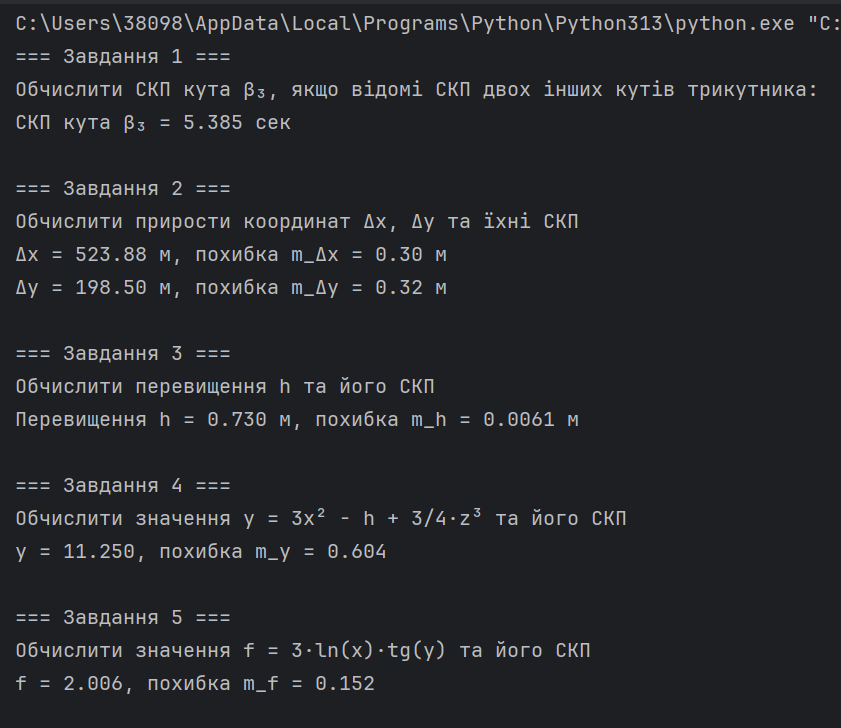 C:\Users\38098\AppData\Local\Programs\Python\Python313\python.exe "C:
=== Завдання 1 ===
Обчислити СКП кута β₃, якщо відомі СКП двох інших кутів трикутника:
СКП кута β₃ = 5.385 сек
=== Завдання 2 ===
Обчислити прирости координат Δx, Δy та їхні СКП
Δx = 523.88 м, похибка m_Δx = 0.30 м
Δy = 198.50 м, похибка m_Δy = 0.32 м
=== Завдання 3 ===
Обчислити перевищення h та його СКП
Перевищення h = 0.730 м, похибка m_h = 0.0061 м
=== Завдання 4 ===
Обчислити значення y = 3x² - h + 3/4·z³ та його СКП
y = 11.250, похибка m_y = 0.604
=== Завдання 5 ===
Обчислити значення f = 3·ln(x)·tg(y) та його СКП
f = 2.006, похибка m_f = 0.152